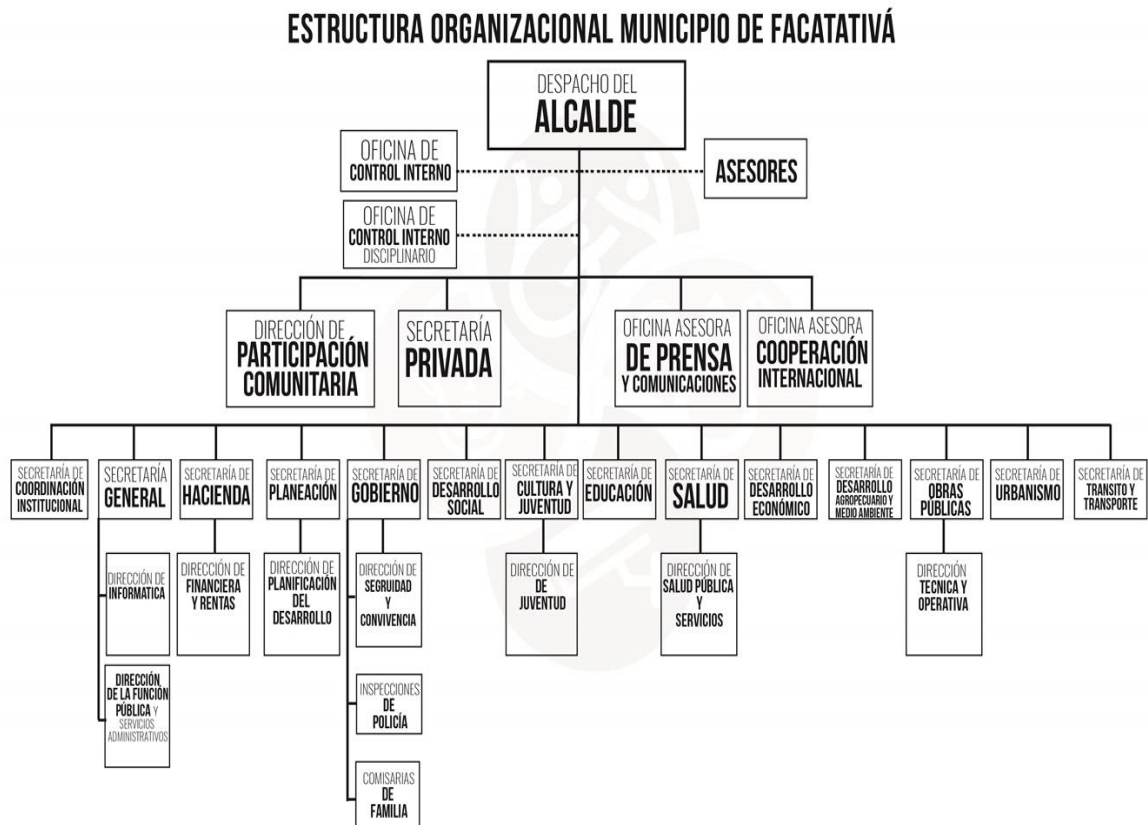 ESTRUCTURA ORGANIZACIONAL MUNICIPIO DE FACATATIVÁ
DESPACHO DEL
ALCALDE
OFICINA DE
CONTROL INTERNO
ASESORES
OFICINA DE
CONTROL INTERNO
DISCIPLINARIO
DIRECCIÓN DE
PARTICIPACIÓN
COMUNITARIA
SECRETARÍA
PRIVADA
OFICINA ASESORA
DE PRENSA
Y COMUNICACIONES
OFICINA ASESORA
COOPERACIÓN
INTERNACIONAL
SECRETARÍA DE
COORDINACIÓN
INSTITUCIONAL
SECRETARÍA
GENERAL
SECRETARÍA DE
HACIENDA
SECRETARÍA DE
PLANEACIÓN
SECRETARÍA DE
GOBIERNO
SECRETARÍA DE
DESARROLLO
SOCIAL
SECRETARÍA DE
CULTURA Y
JUVENTUD
SECRETARÍA DE
EDUCACIÓN
SECRETARÍA DE
SALUD
SECRETARÍA DE
DESARROLLO
ECONÓMICO
SECRETARÍA DE
DESARROLLO
AGROPECUARIO Y
MEDIO AMBIENTE
SECRETARÍA DE
OBRAS
PÚBLICAS
SECRETARÍA DE
URBANISMO
SECRETARÍA DE
TRANSITO Y
TRANSPORTE
DIRECCIÓN DE
INFORMATICA
DIRECCIÓN DE
FINANCIERA
Y RENTAS
DIRECCIÓN DE
PLANIFICACIÓN
DEL
DESARROLLO
DIRECCIÓN DE
SEGRUIDAD
Y
CONVIVENCIA
DIRECCIÓN DE
DE
JUVENTUD
DIRECCIÓN DE
SALUD PÚBLICA
Y
SERVICIOS
DIRECCIÓN
TECNICA Y
OPERATIVA
DIRECCIÓN
DE LA FUNCIÓN
PÚBLICA Y
SERVICIOS
ADMINISTRATIVOS
INSPECCIONES
DE
POLICÍA
COMISARIAS
DE
FAMILIA